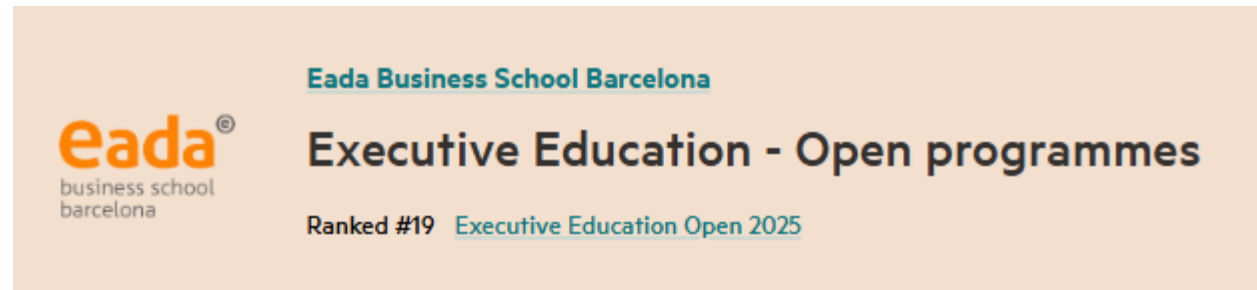 Eada Business School Barcelona
eada©
business school
barcelona
Executive Education - Open programmes
Ranked #19 Executive Education Open 2025